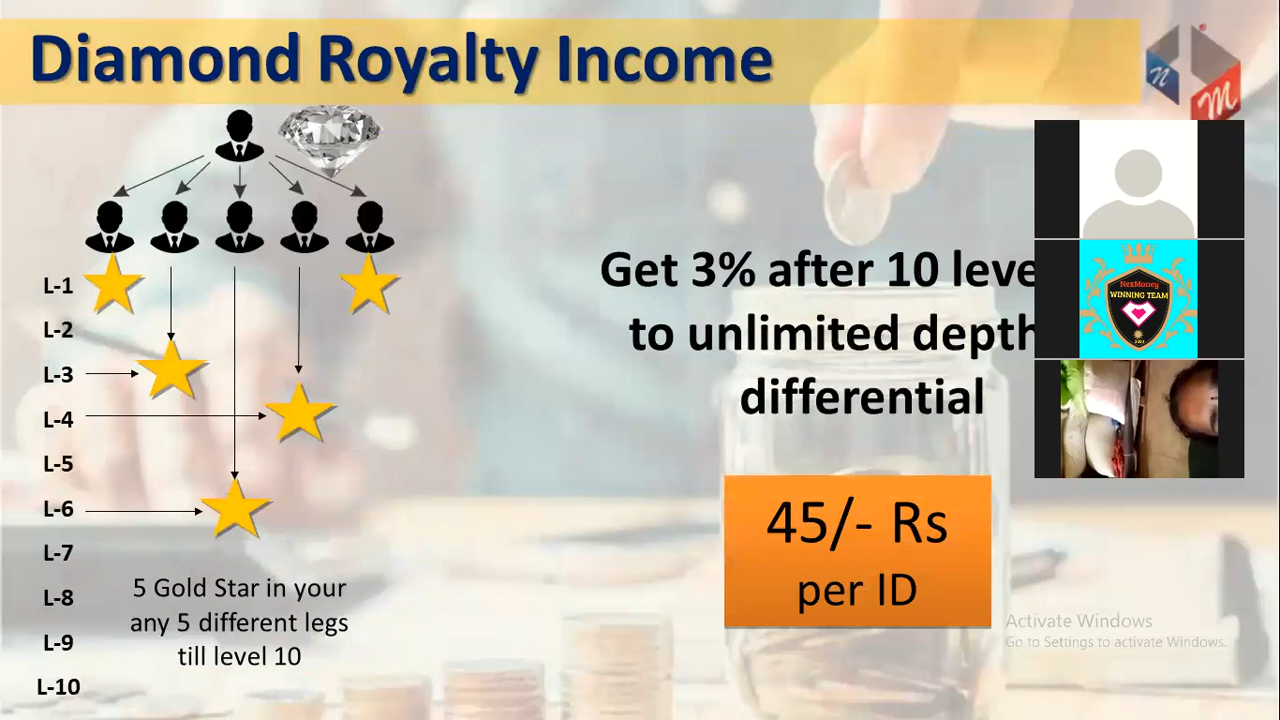 Diamond Royalty Income
n
m
L-1
L-2
L-3
L-4
L-5
L-6
L-7
L-8
L-9
L-10
5 Gold Star in your
any 5 different legs
till level 10
Get 3% after 10 leve
to unlimited depth
differential
45/- Rs
per ID
NexMoney
WINNING TEAM
Activate Windows
Go to Settings to activate Windows.